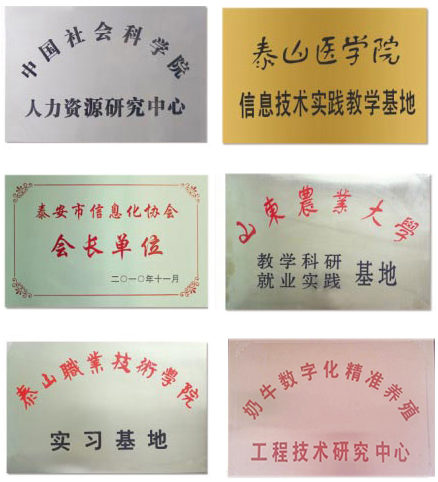 中国社会科学院
人力资源研究中心
泰山医学院
信息技术实践教学基地
泰安市信息化协会
会长单位
二〇一〇年十一月
山東農業大學
教学科研
就业实践
基地
泰山職業技術學院
实习基地
奶牛数字化精准养殖
工程技术研究中心